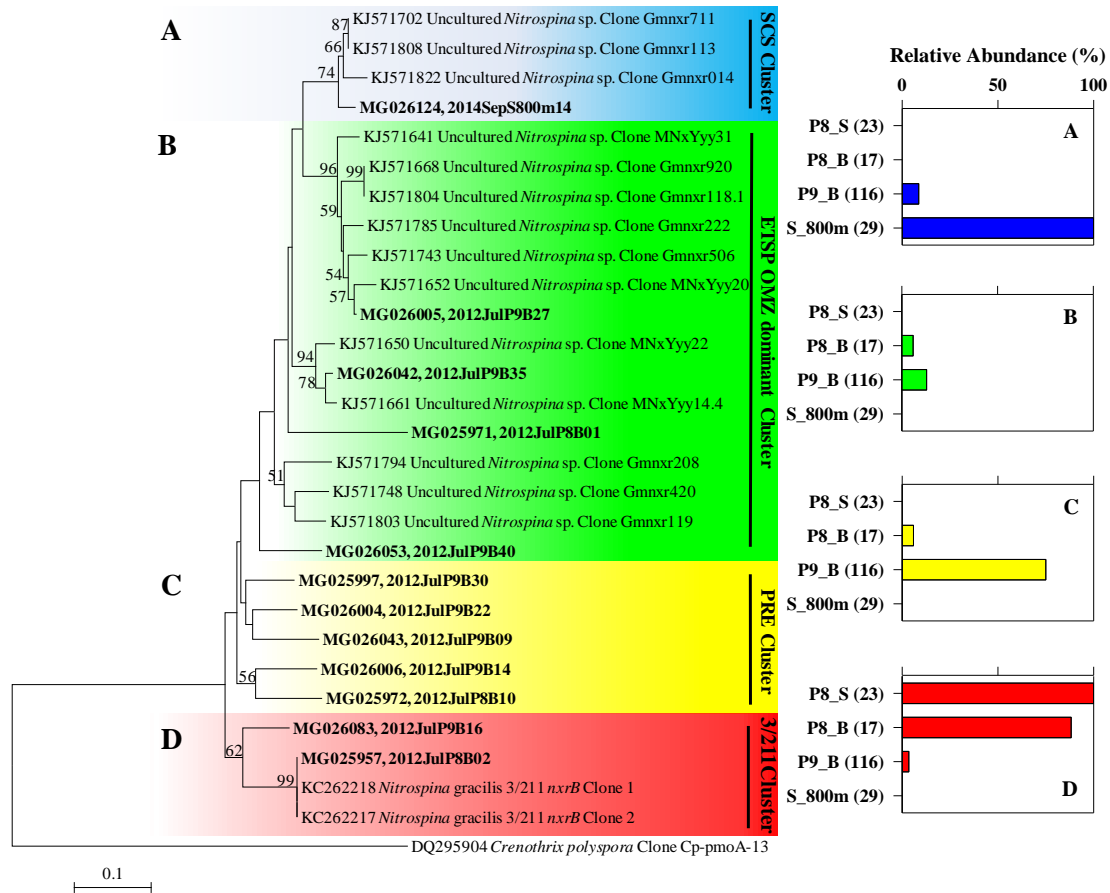 A
KJ571702 Uncultured Nitrospina sp. Clone Gmnxr711
87
KJ571808 Uncultured Nitrospina sp. Clone Gmnxr113
66
KJ571822 Uncultured Nitrospina sp. Clone Gmnxr014
74
MG026124, 2014SepS800m14
SCS Cluster
B
KJ571641 Uncultured Nitrospina sp. Clone MNxYyy31
96
KJ571668 Uncultured Nitrospina sp. Clone Gmnxr920
99
KJ571804 Uncultured Nitrospina sp. Clone Gmnxr118.1
59
KJ571785 Uncultured Nitrospina sp. Clone Gmnxr222
KJ571743 Uncultured Nitrospina sp. Clone Gmnxr506
54
KJ571652 Uncultured Nitrospina sp. Clone MNxYyy20
57
MG026005, 2012JulP9B27
KJ571650 Uncultured Nitrospina sp. Clone MNxYyy22
94
MG026042, 2012JulP9B35
78
KJ571661 Uncultured Nitrospina sp. Clone MNxYyy14.4
MG025971, 2012JulP8B01
KJ571794 Uncultured Nitrospina sp. Clone Gmnxr208
51
KJ571748 Uncultured Nitrospina sp. Clone Gmnxr420
KJ571803 Uncultured Nitrospina sp. Clone Gmnxr119
MG026053, 2012JulP9B40
ETSP OMZ dominant Cluster
C
MG025997, 2012JulP9B30
MG026004, 2012JulP9B22
MG026043, 2012JulP9B09
MG026006, 2012JulP9B14
56
MG025972, 2012JulP8B10
PRE Cluster
D
MG026083, 2012JulP9B16
62
MG025957, 2012JulP8B02
99
KC262218 Nitrospina gracilis 3/211 nxrB Clone 1
KC262217 Nitrospina gracilis 3/211 nxrB Clone 2
3/211Cluster
DQ295904 Crenothrix polyspora Clone Cp-pmoA-13
0.1
Relative Abundance (%)
0 50 100
A
P8_S (23)
P8_B (17)
P9_B (116)
S_800m (29)
B
P8_S (23)
P8_B (17)
P9_B (116)
S_800m (29)
C
P8_S (23)
P8_B (17)
P9_B (116)
S_800m (29)
P8_S (23)
P8_B (17)
P9_B (116)
S_800m (29)
D